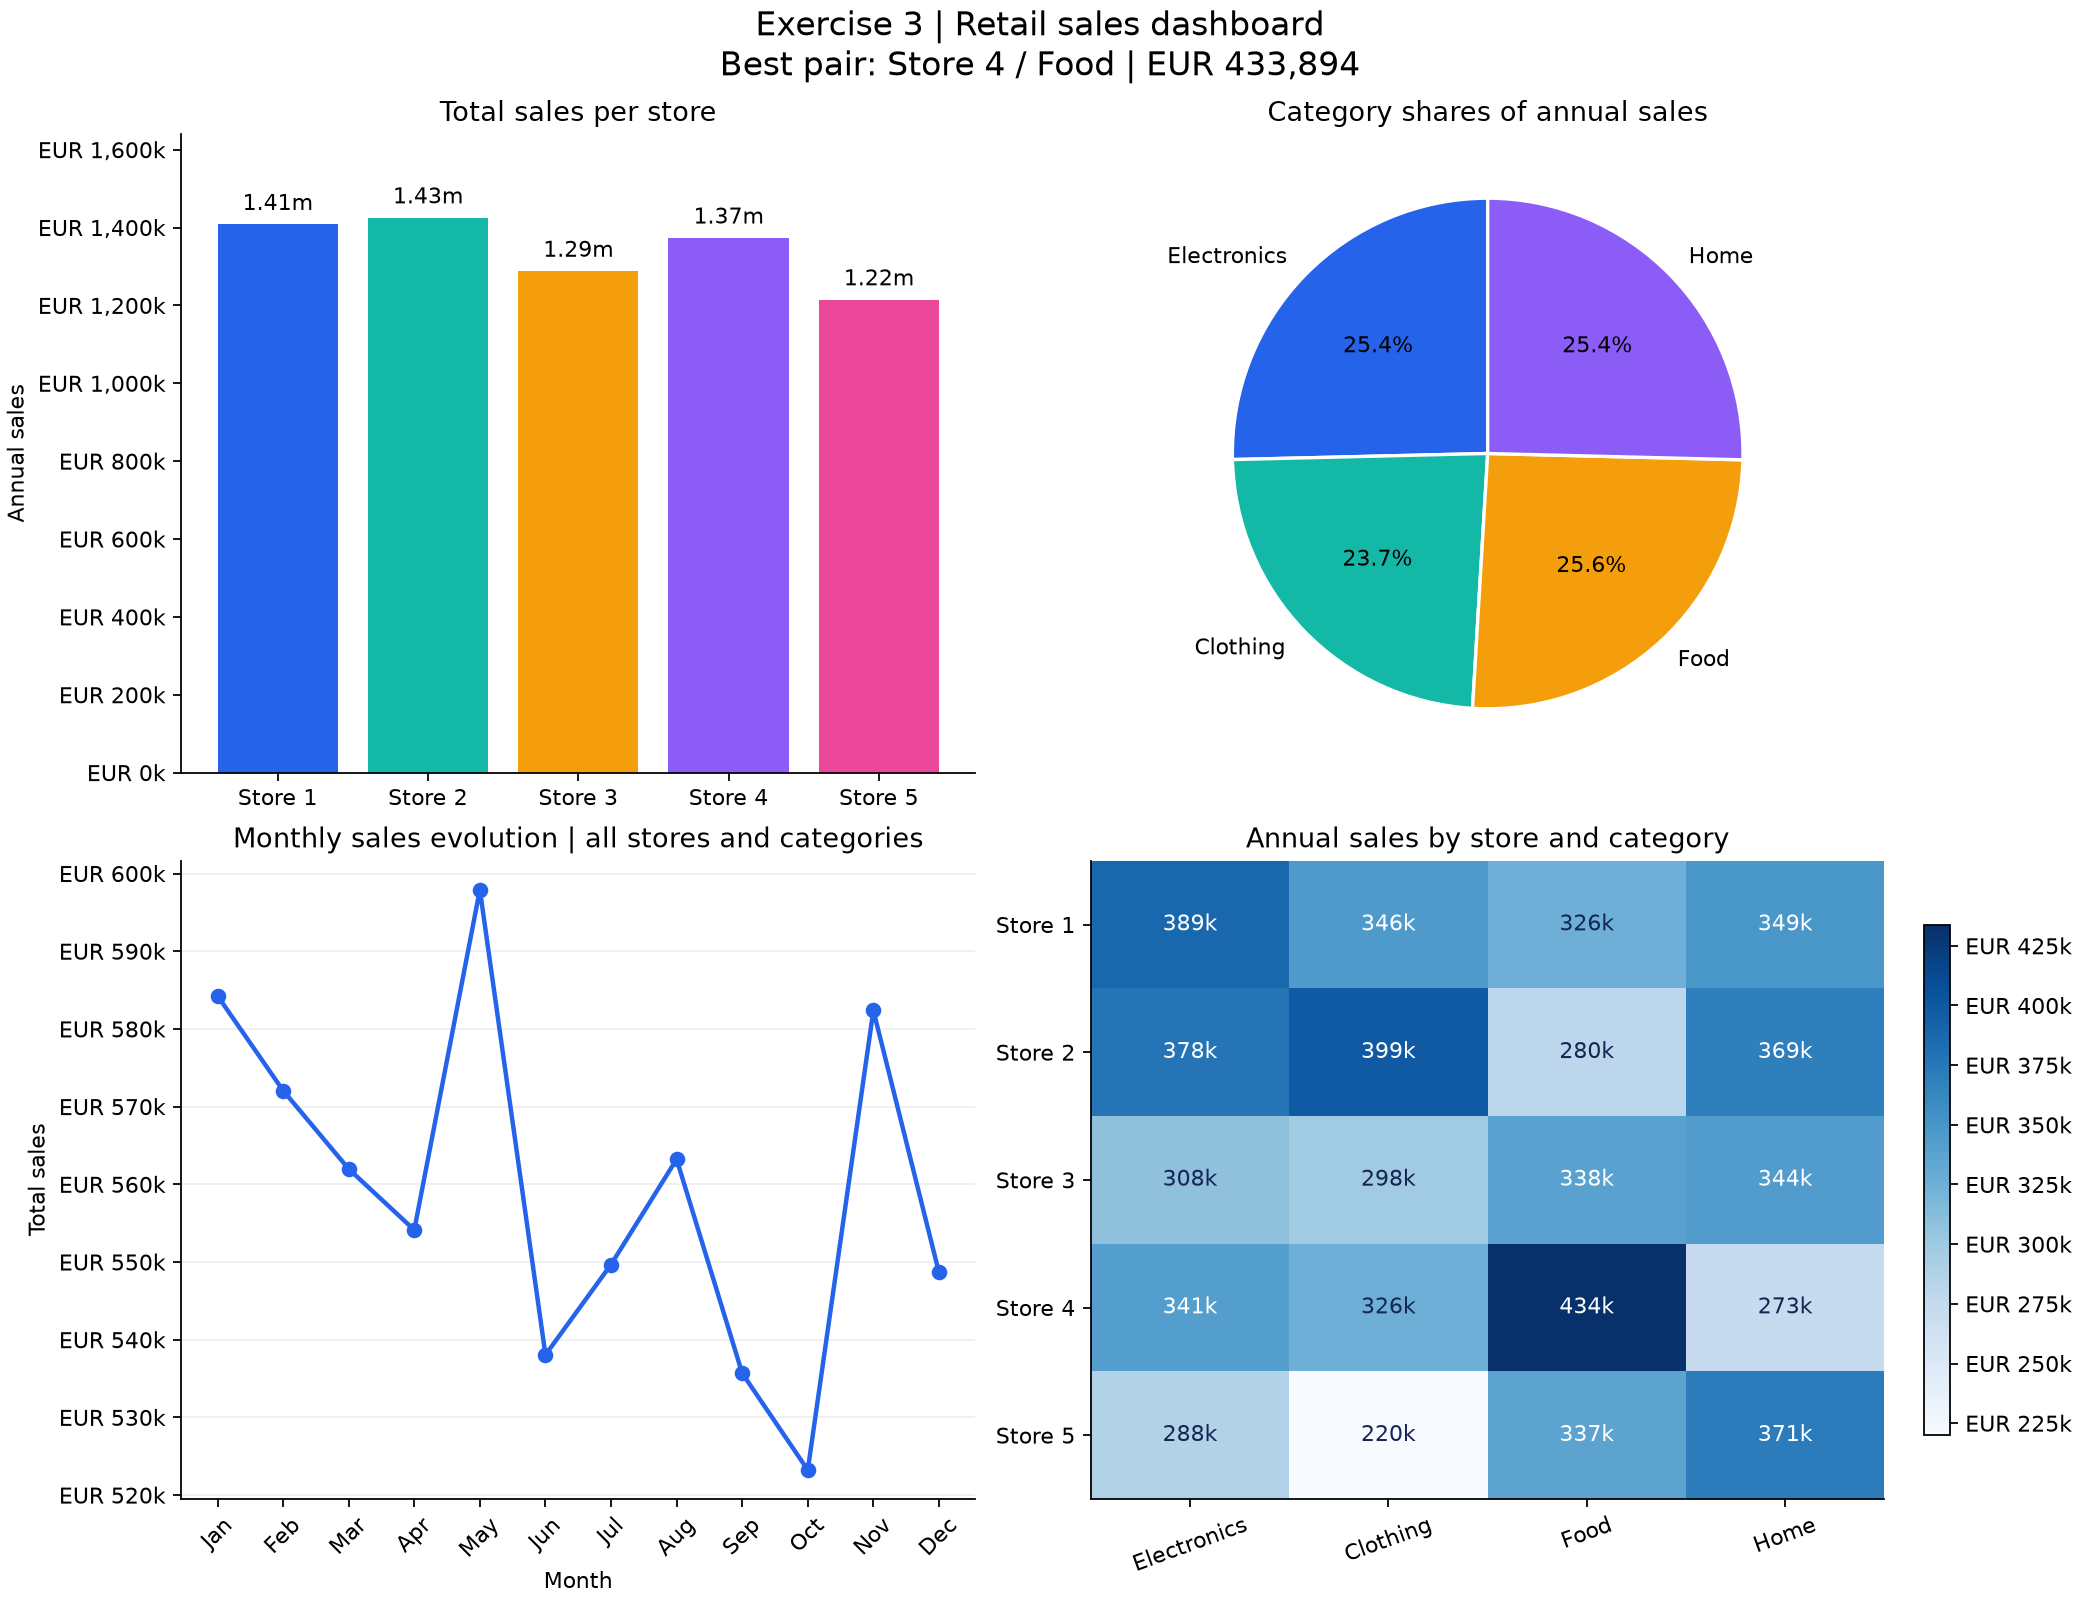 Exercise 3 | Retail sales dashboard
Best pair: Store 4 / Food | EUR 433,894
Total sales per store
EUR 1,600k
EUR 1,400k
EUR 1,200k
EUR 1,000k
EUR 800k
EUR 600k
EUR 400k
EUR 200k
EUR 0k
Annual sales
1.41m
1.43m
1.29m
1.37m
1.22m
Store 1
Store 2
Store 3
Store 4
Store 5
Category shares of annual sales
Electronics
Home
25.4%
25.4%
23.7%
25.6%
Clothing
Food
Monthly sales evolution | all stores and categories
EUR 600k
EUR 590k
EUR 580k
EUR 570k
EUR 560k
EUR 550k
EUR 540k
EUR 530k
EUR 520k
Total sales
Jan
Feb
Mar
Apr
May
Jun
Jul
Aug
Sep
Oct
Nov
Dec
Month
Annual sales by store and category
Store 1
389k
346k
326k
349k
Store 2
378k
399k
280k
369k
Store 3
308k
298k
338k
344k
Store 4
341k
326k
434k
273k
Store 5
288k
220k
337k
371k
Electronics
Clothing
Food
Home
EUR 425k
EUR 400k
EUR 375k
EUR 350k
EUR 325k
EUR 300k
EUR 275k
EUR 250k
EUR 225k